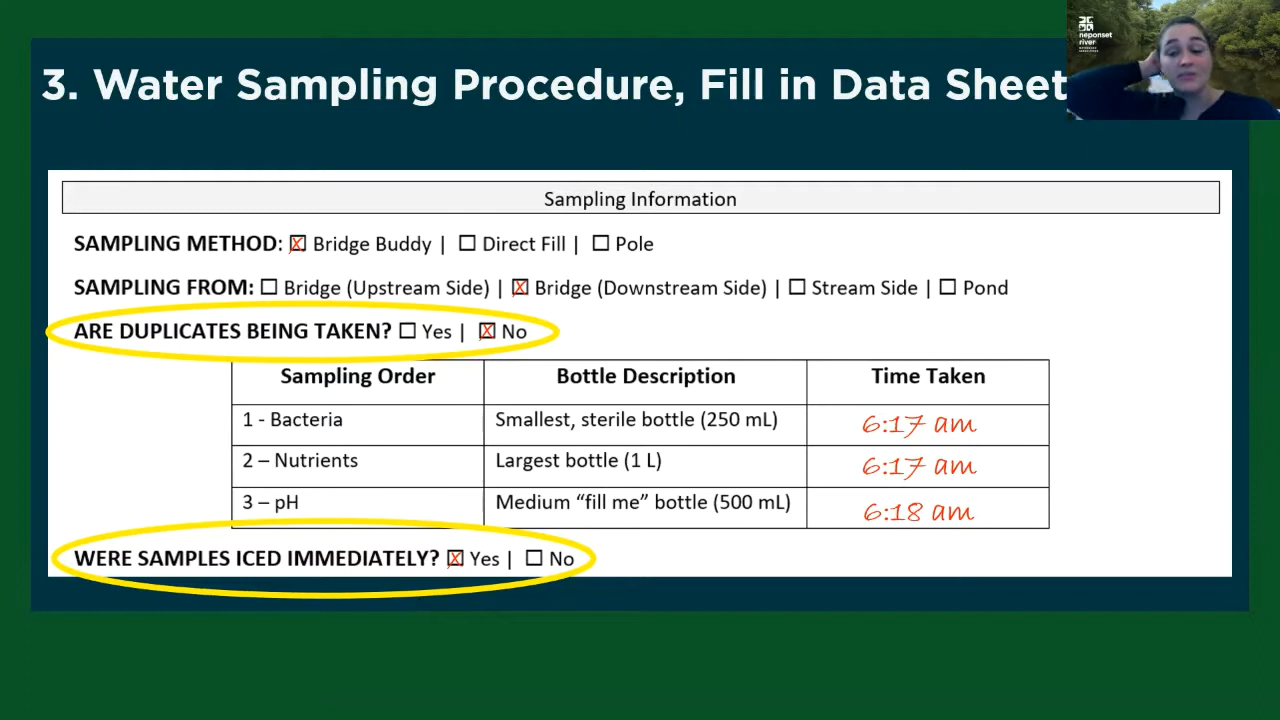 3. Water Sampling Procedure, Fill in Data Sheet
neponset
river
Sampling Information
SAMPLING METHOD: ☒ Bridge Buddy | ☐ Direct Fill | ☐ Pole
SAMPLING FROM: ☐ Bridge (Upstream Side) | ☒ Bridge (Downstream Side) | ☐ Stream Side | ☐ Pond
ARE DUPLICATES BEING TAKEN? ☐ Yes | ☒ No
Sampling Order Bottle Description Time Taken
1 - Bacteria Smallest, sterile bottle (250 mL) 6:17 am
2 – Nutrients Largest bottle (1 L) 6:17 am
3 – pH Medium “fill me” bottle (500 mL) 6:18 am
WERE SAMPLES ICED IMMEDIATELY? ☒ Yes | ☐ No